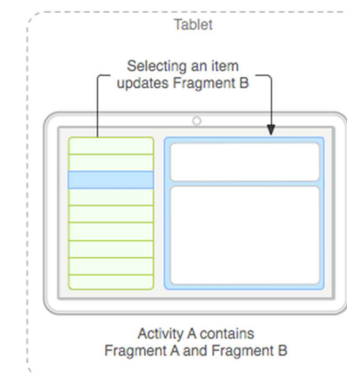 Tablet
Selecting an item
updates Fragment B
Activity A contains
Fragment A and Fragment B